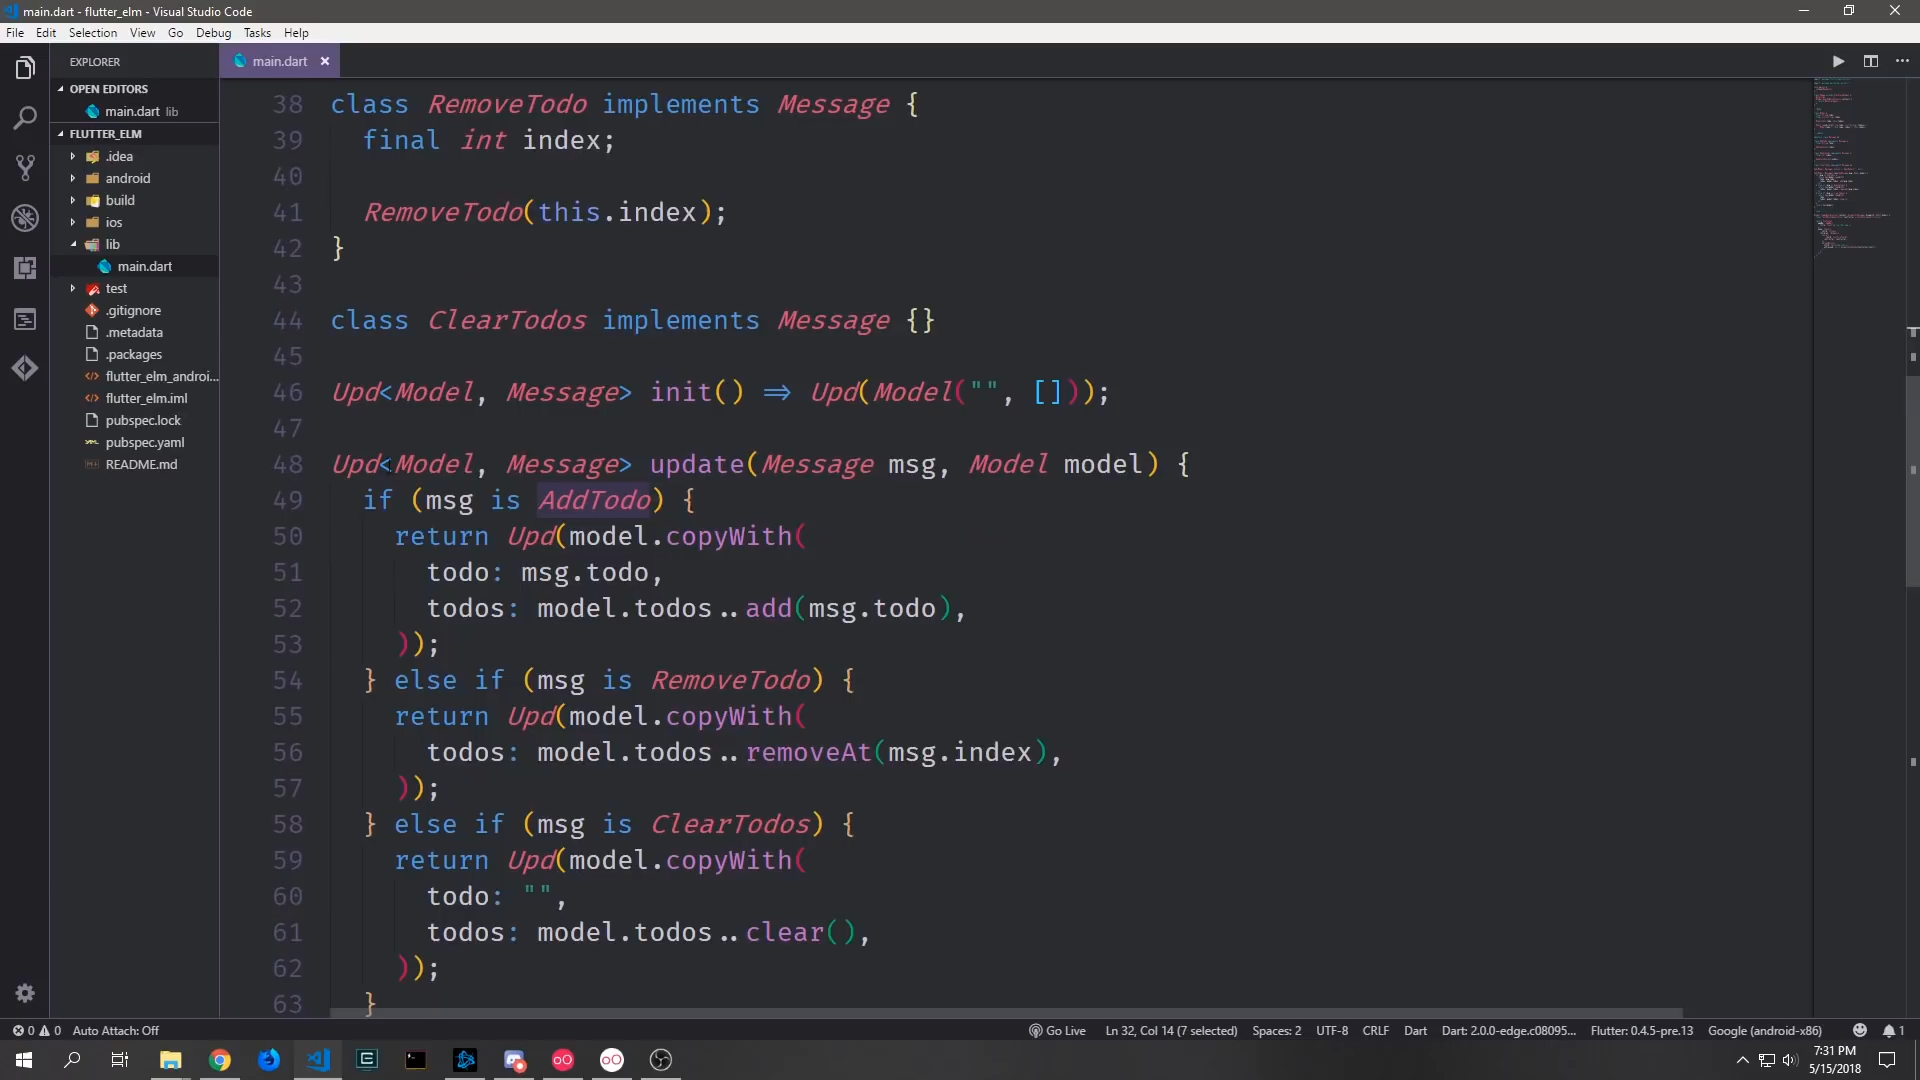 main.dart - flutter_elm - Visual Studio Code
File Edit Selection View Go Debug Tasks Help
EXPLORER
OPEN EDITORS
main.dart lib
FLUTTER_ELM
.idea
android
build
ios
lib
main.dart
test
.gitignore
.metadata
.packages
flutter_elm_androi...
flutter_elm.iml
pubspec.lock
pubspec.yaml
README.md
main.dart
38 class RemoveTodo implements Message {
39 final int index;
40
41 RemoveTodo(this.index);
42 }
43
44 class ClearTodos implements Message {}
45
46 Upd<Model, Message> init() => Upd(Model("", []));
47
48 Upd<Model, Message> update(Message msg, Model model) {
49 if (msg is AddTodo) {
50 return Upd(model.copyWith(
51 todo: msg.todo,
52 todos: model.todos..add(msg.todo),
53 ));
54 } else if (msg is RemoveTodo) {
55 return Upd(model.copyWith(
56 todos: model.todos..removeAt(msg.index),
57 ));
58 } else if (msg is ClearTodos) {
59 return Upd(model.copyWith(
60 todo: "",
61 todos: model.todos..clear(),
62 ));
63 }
0 0 Auto Attach: Off Go Live Ln 32, Col 14 (7 selected) Spaces: 2 UTF-8 CRLF Dart Dart: 2.0.0-edge.c08095... Flutter: 0.4.5-pre.13 Google (android-x86) 1
7:31 PM
5/15/2018